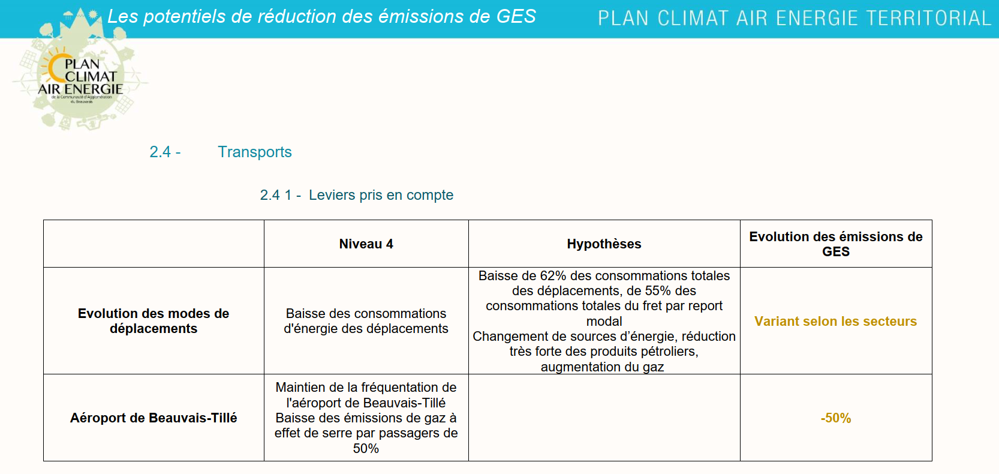 Les potentiels de réduction des émissions de GES
PLAN CLIMAT AIR ENERGIE TERRITORIAL
PLAN
CLIMAT
AIR ENERGIE
de la Communauté d'Agglomération
du Beauvaisis
2.4 - Transports
2.4 1 - Leviers pris en compte
Niveau 4
Hypothèses
Evolution des émissions de
GES
Evolution des modes de
déplacements
Baisse des consommations
d'énergie des déplacements
Baisse de 62% des consommations totales
des déplacements, de 55% des
consommations totales du fret par report
modal
Changement de sources d’énergie, réduction
très forte des produits pétroliers,
augmentation du gaz
Variant selon les secteurs
Aéroport de Beauvais-Tillé
Maintien de la fréquentation de
l'aéroport de Beauvais-Tillé
Baisse des émissions de gaz à
effet de serre par passagers de
50%
-50%